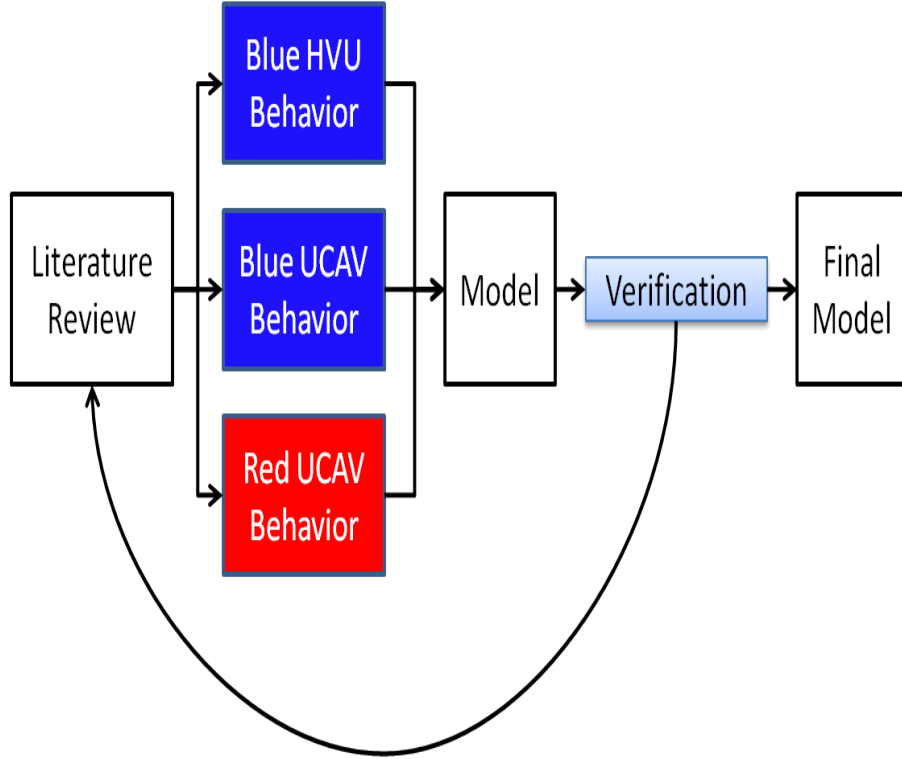 Blue HVU
Behavior
Literature
Review
Blue UCAV
Behavior
Red UCAV
Behavior
Model
Verification
Final
Model